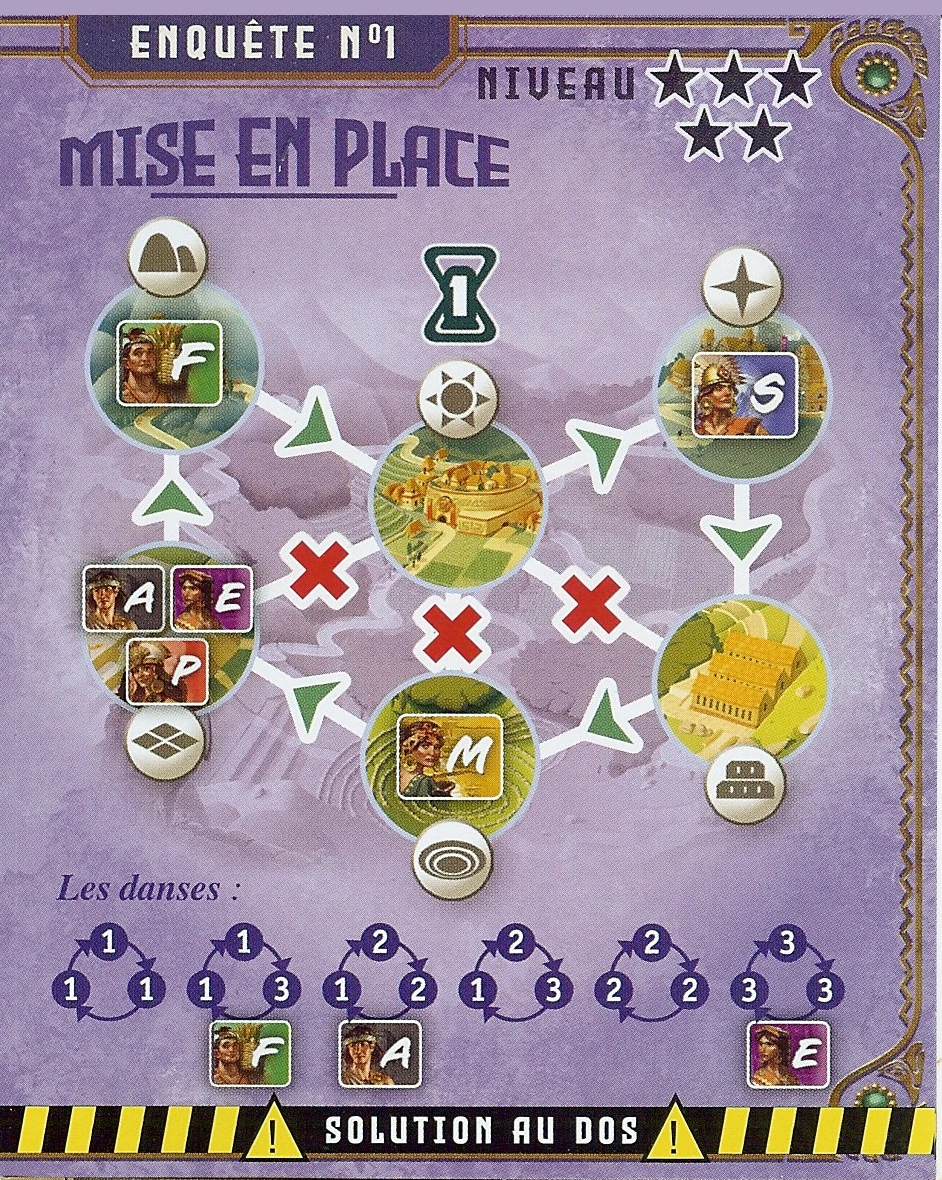 ENQUÊTE Nº1
NIVEAU
MISE EN PLACE
1
F
S
A E
P
M
Les danses :
1 1 2 2 2 3
1 1 1 3 1 2 1 3 2 2 3 3
F A E
! SOLUTION AU DOS !